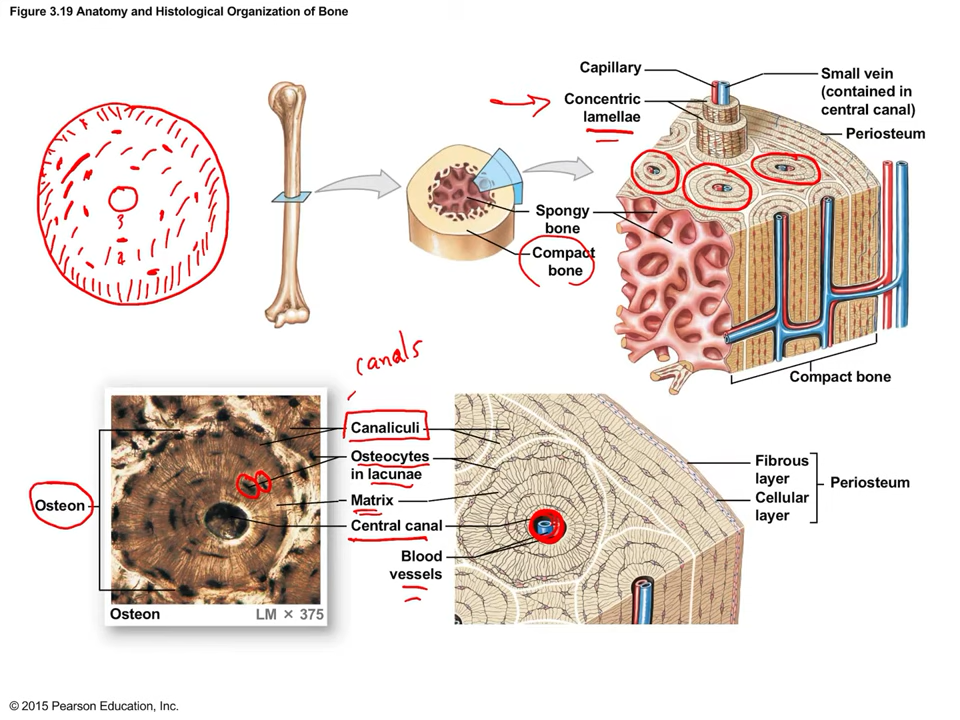 Figure 3.19 Anatomy and Histological Organization of Bone
Capillary
Small vein
(contained in
central canal)
Concentric
lamellae
Periosteum
Spongy
bone
Compact
bone
Compact bone
canals
Canaliculi
Osteocytes
in lacunae
Matrix
Central canal
Blood
vessels
Osteon
Fibrous
layer
Cellular
layer
Periosteum
Osteon
LM × 375
© 2015 Pearson Education, Inc.